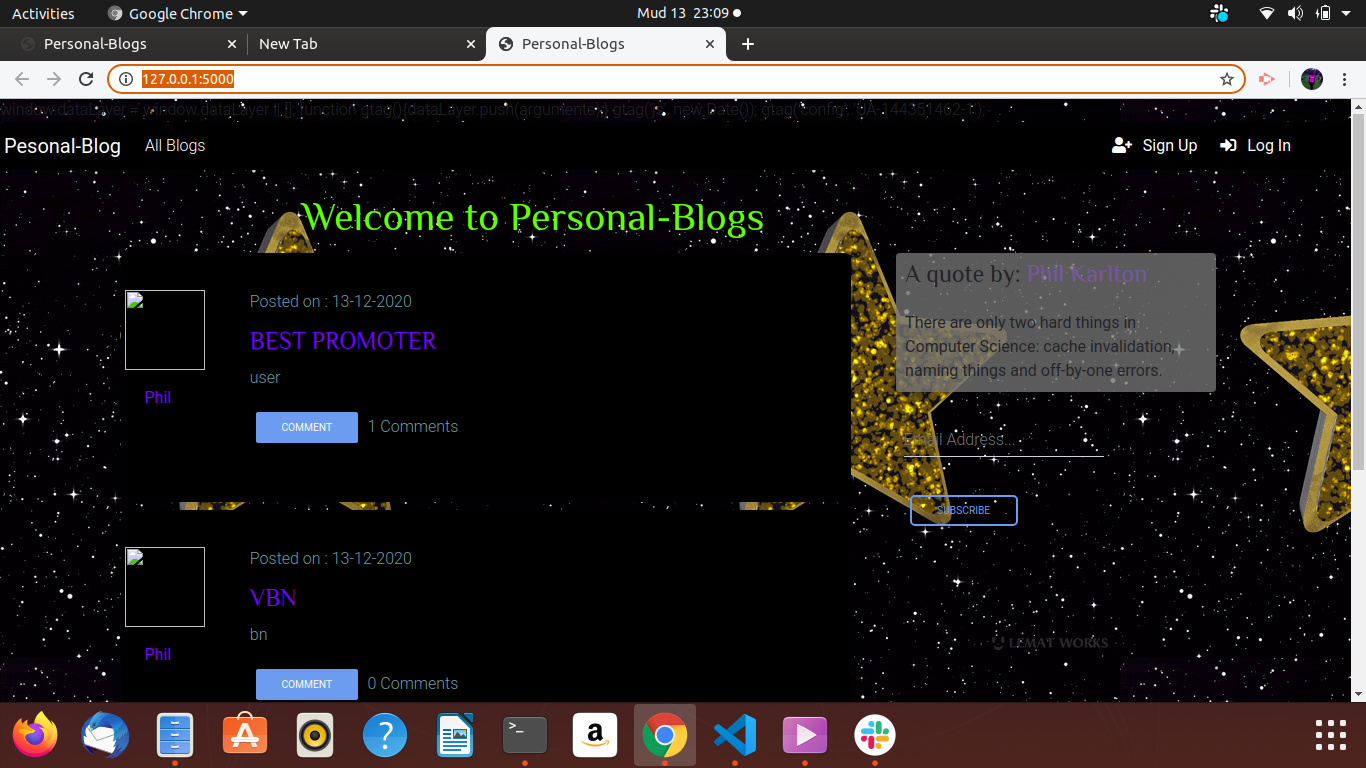 Activities
Google Chrome
Mud 13 23:09
Personal-Blogs
New Tab
Personal-Blogs
127.0.0.1:5000
window.dataLayer = window.dataLayer || []; function gtag(){dataLayer.push(arguments);} gtag('js', new Date()); gtag('config',
Pesonal-Blog
All Blogs
Sign Up
Log In
Welcome to Personal-Blogs
Posted on : 13-12-2020
BEST PROMOTER
user
Phil
COMMENT
1 Comments
Posted on : 13-12-2020
VBN
bn
Phil
COMMENT
0 Comments
A quote by: Phil Karlton
There are only two hard things in
Computer Science: cache invalidation,
naming things and off-by-one errors.
Email Address...
SUBSCRIBE
LEMAT WORKS